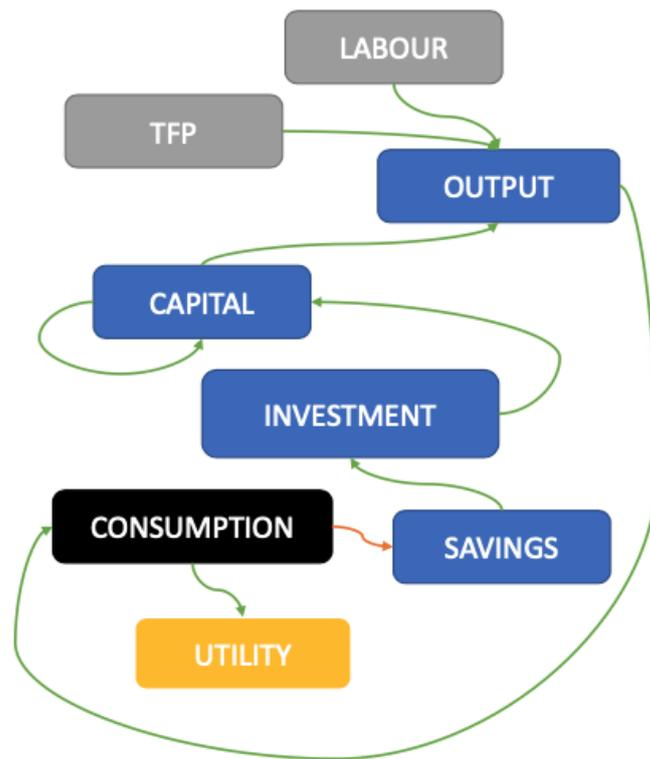 LABOUR
TFP
OUTPUT
CAPITAL
INVESTMENT
CONSUMPTION
SAVINGS
UTILITY